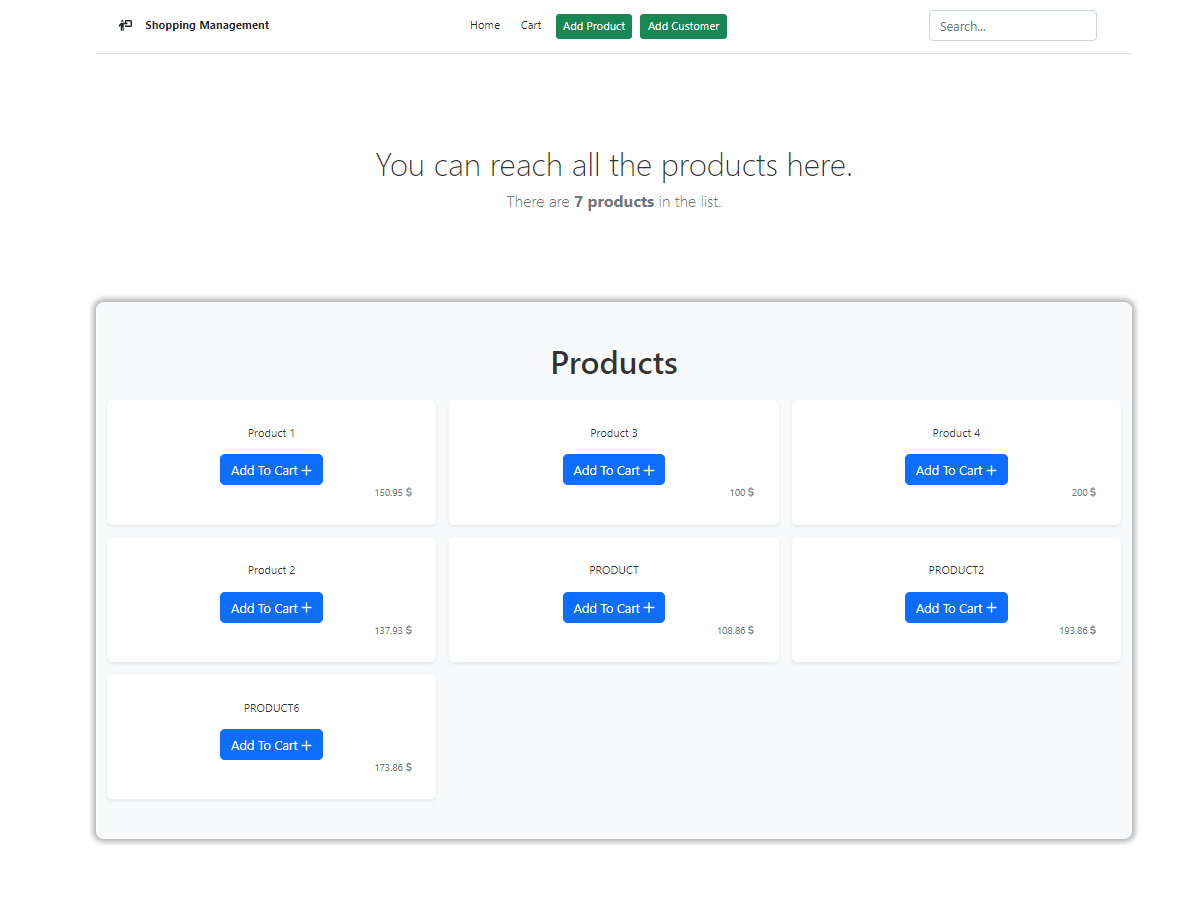 Shopping Management
Home Cart Add Product Add Customer
Search...
You can reach all the products here.
There are 7 products in the list.
Products
Product 1
Add To Cart +
150.95 $
Product 3
Add To Cart +
100 $
Product 4
Add To Cart +
200 $
Product 2
Add To Cart +
137.93 $
PRODUCT
Add To Cart +
108.86 $
PRODUCT2
Add To Cart +
193.86 $
PRODUCT6
Add To Cart +
173.86 $